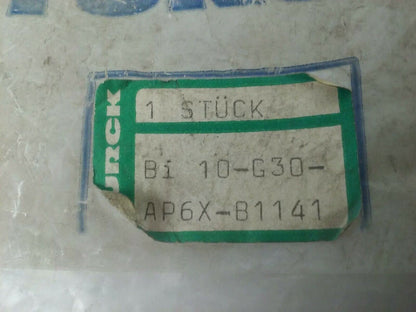 URCK
1 STÜCK
Bi 10-G30-
AP6X-B1141